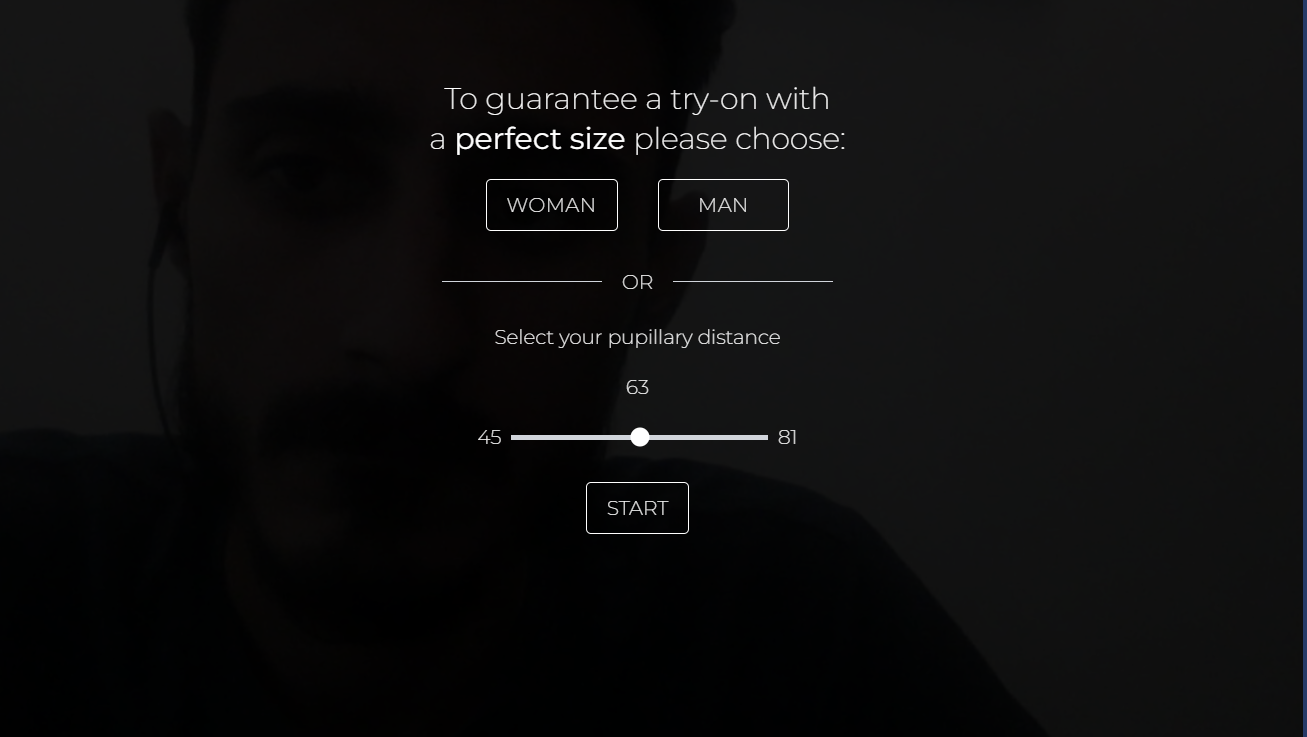 To guarantee a try-on with
a perfect size please choose:
WOMAN
MAN
OR
Select your pupillary distance
63
45
81
START